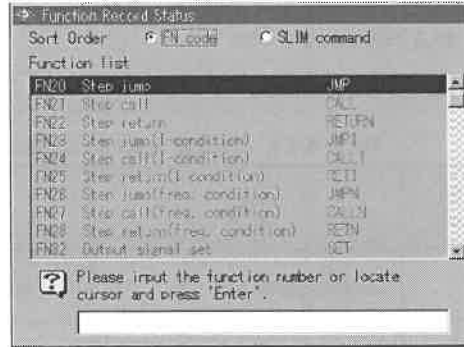 Function Record Status
Sort Order FN code SLIM command
Function list
FN20 Step jump JMP
FN21 Step call CALL
FN22 Step return RETURN
FN23 Step jump(I-condition) JMPI
FN24 Step call(I-condition) CALLI
FN25 Step return(I condition) RETI
FN26 Step jump(freq. condition) JMPN
FN27 Step call(freq. condition) CALLN
FN28 Step return(freq. condition) RETN
FN32 Output signal set SET
Please input the function number or locate
cursor and press "Enter".